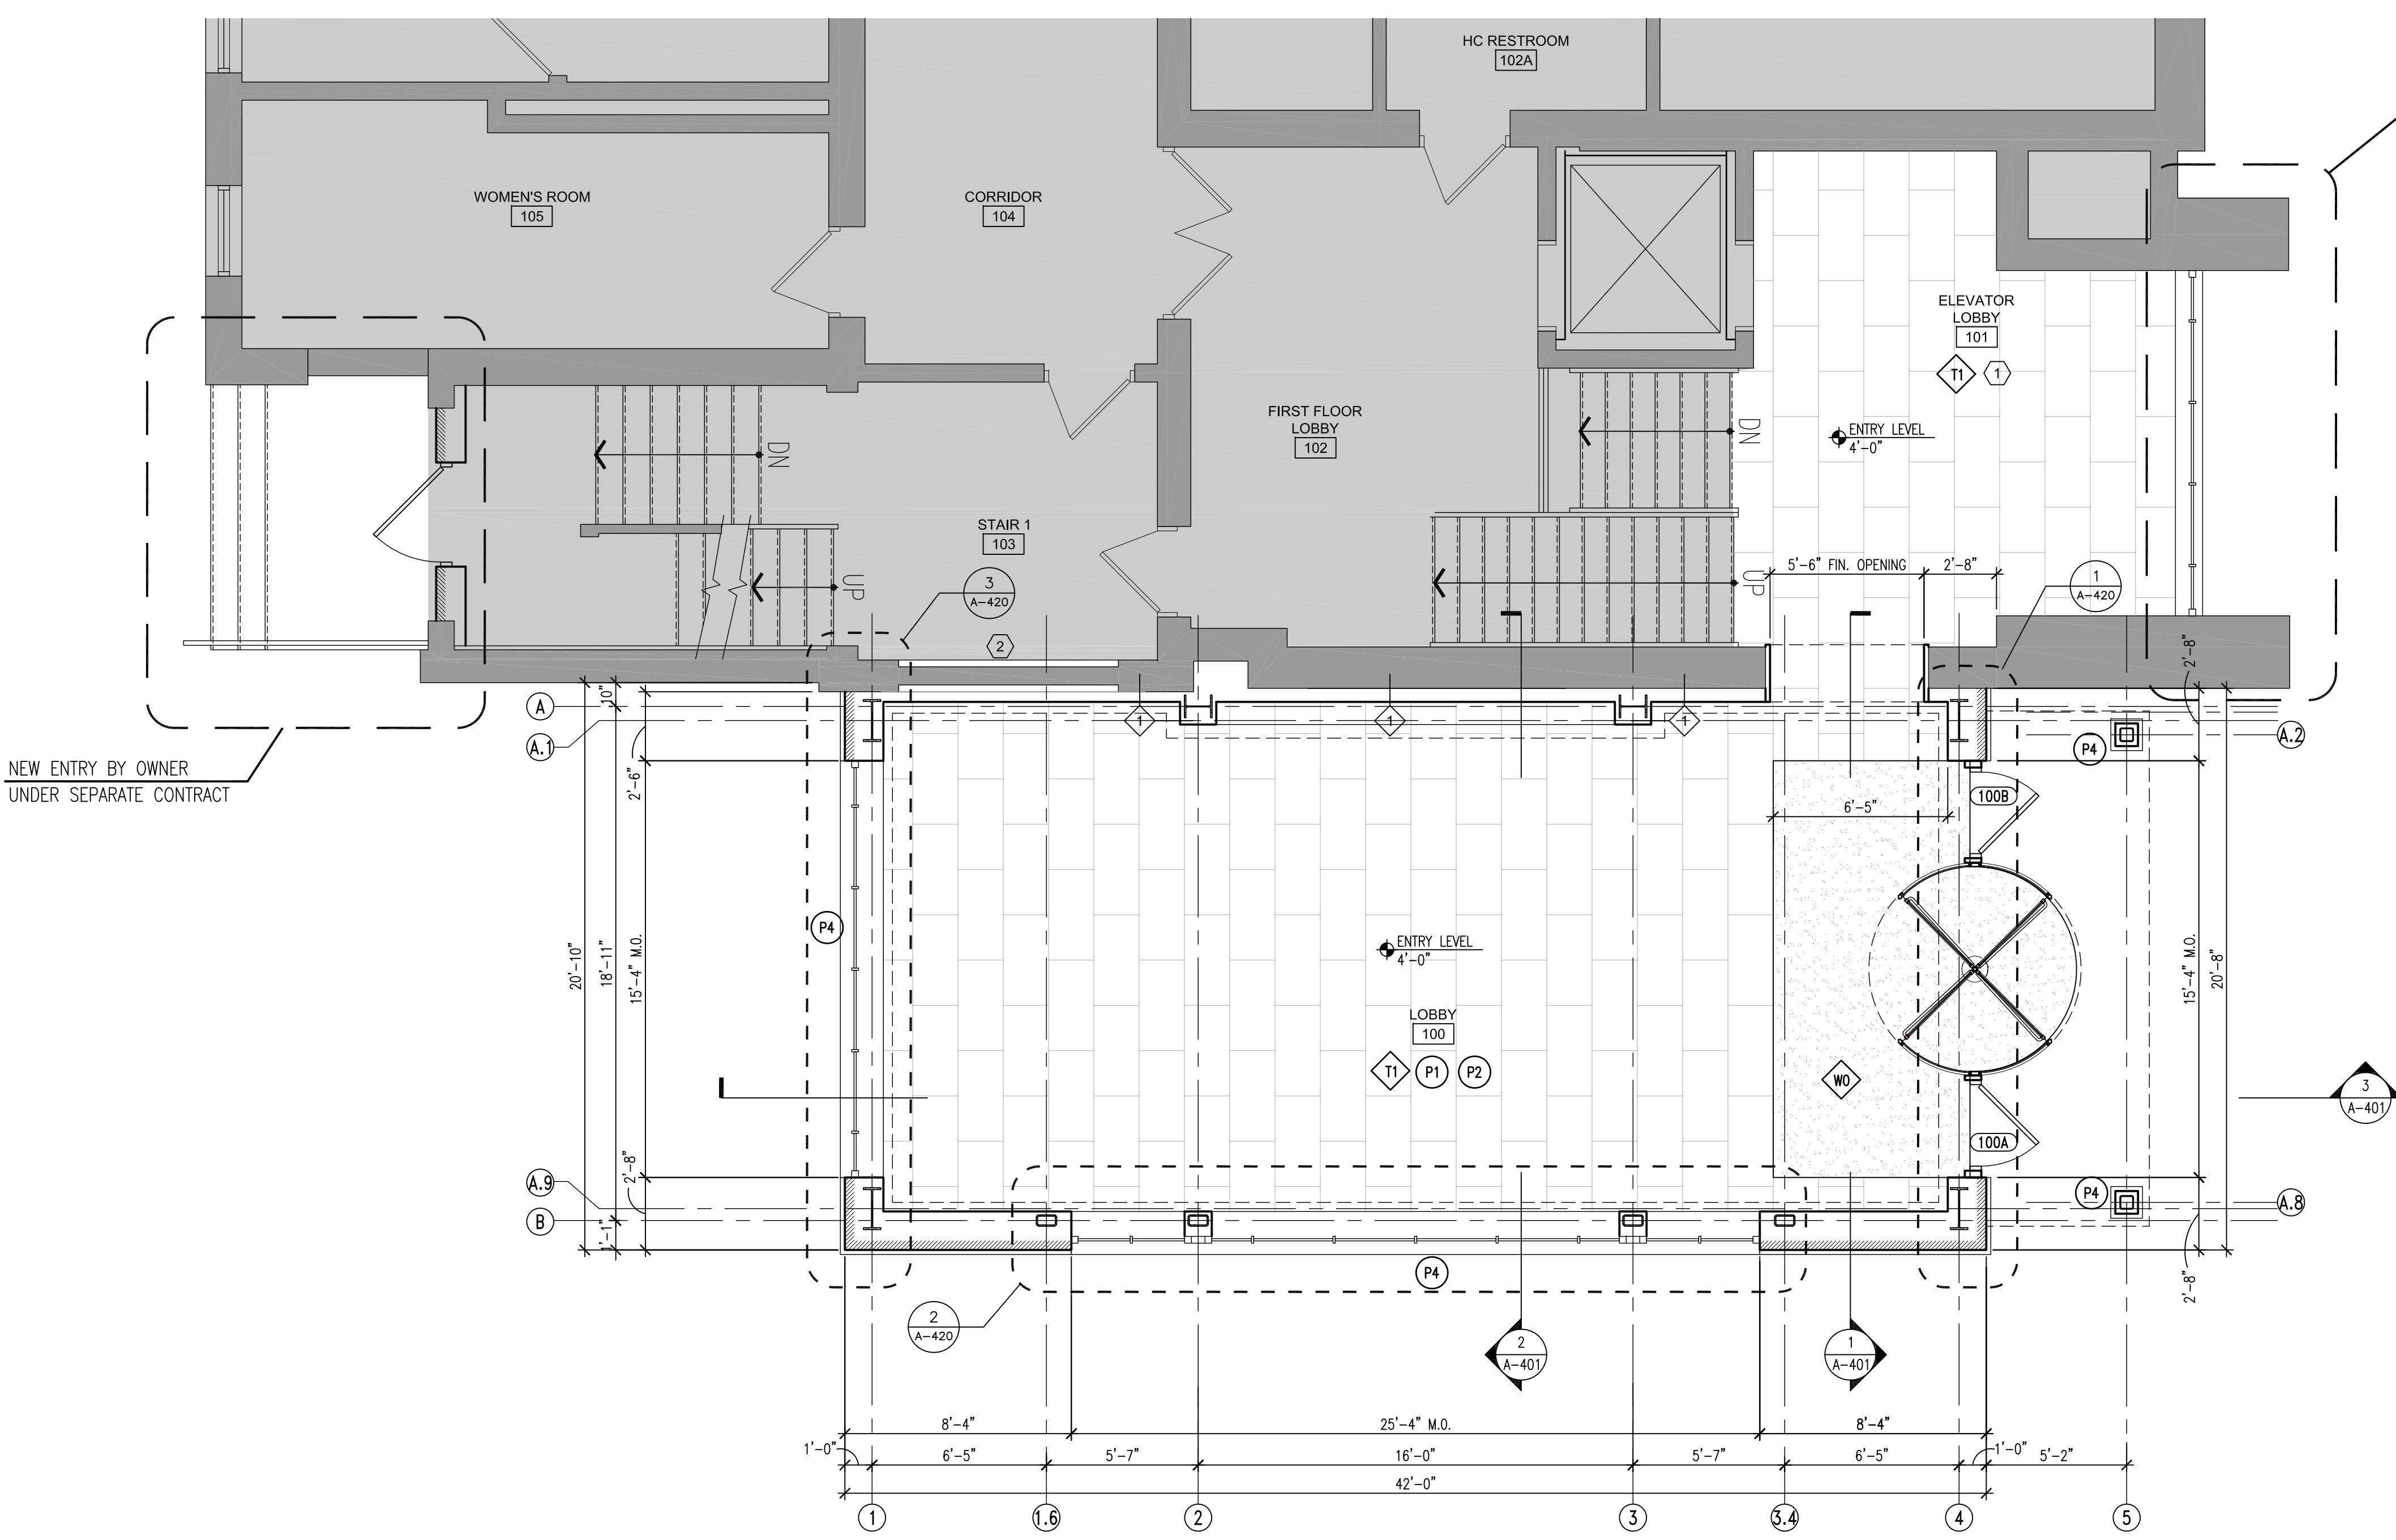 HC RESTROOM
102A
WOMEN'S ROOM
105
CORRIDOR
104
ELEVATOR
LOBBY
101
T1
1
FIRST FLOOR
LOBBY
102
DN
DN
ENTRY LEVEL
4'-0"
STAIR 1
103
3
A-420
2
UP
UP
5'-6" FIN. OPENING
2'-8"
1
A-420
NEW ENTRY BY OWNER
UNDER SEPARATE CONTRACT
A
A.1
A.9
B
A.2
A.8
10"
2'-6"
20'-10"
18'-11"
15'-4" M.O.
2'-8"
1'-1"
1
1
1
P4
P4
100B
6'-5"
P4
ENTRY LEVEL
4'-0"
LOBBY
100
T1
P1
P2
WO
100A
P4
2'-8"
15'-4" M.O.
20'-8"
2'-8"
3
A-401
P4
2
A-420
2
A-401
1
A-401
8'-4"
25'-4" M.O.
8'-4"
1'-0"
6'-5"
5'-7"
16'-0"
5'-7"
6'-5"
1'-0"
5'-2"
42'-0"
1
1.6
2
3
3.4
4
5